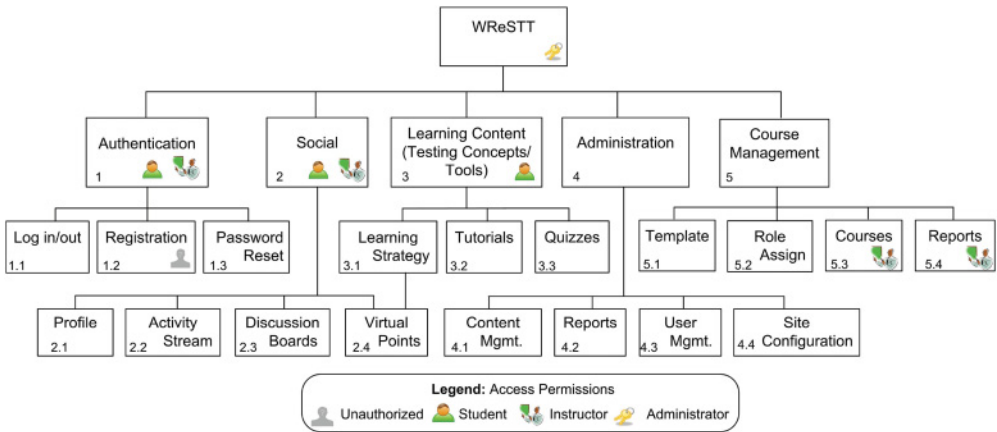 WReSTT
Authentication
1
Social
2
Learning Content
(Testing Concepts/
Tools)
3
Administration
4
Course
Management
5
Log in/out
1.1
Registration
1.2
Password
Reset
1.3
Learning
Strategy
3.1
Tutorials
3.2
Quizzes
3.3
Template
5.1
Role
Assign
5.2
Courses
5.3
Reports
5.4
Profile
2.1
Activity
Stream
2.2
Discussion
Boards
2.3
Virtual
Points
2.4
Content
Mgmt.
4.1
Reports
4.2
User
Mgmt.
4.3
Site
Configuration
4.4
Legend: Access Permissions
Unauthorized Student Instructor Administrator